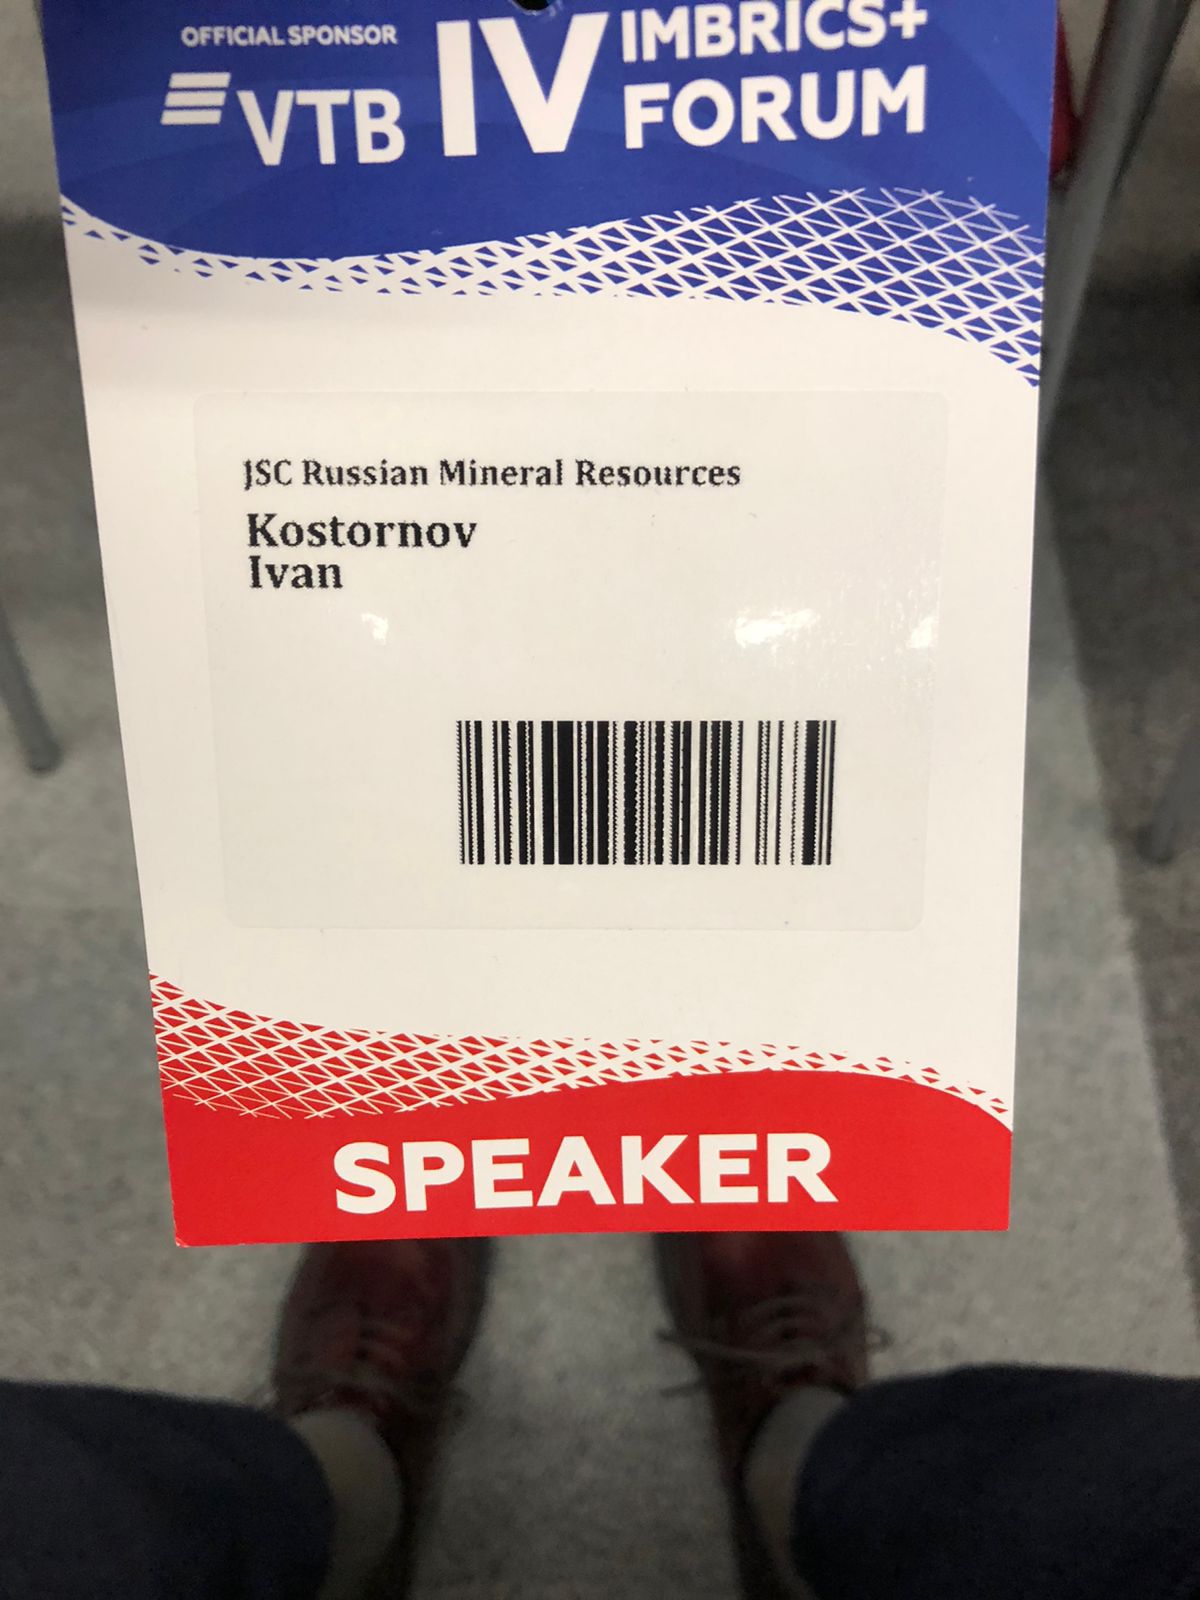 OFFICIAL SPONSOR
VTB
IV
IMBRICS+
FORUM
JSC Russian Mineral Resources
Kostornov
Ivan
SPEAKER